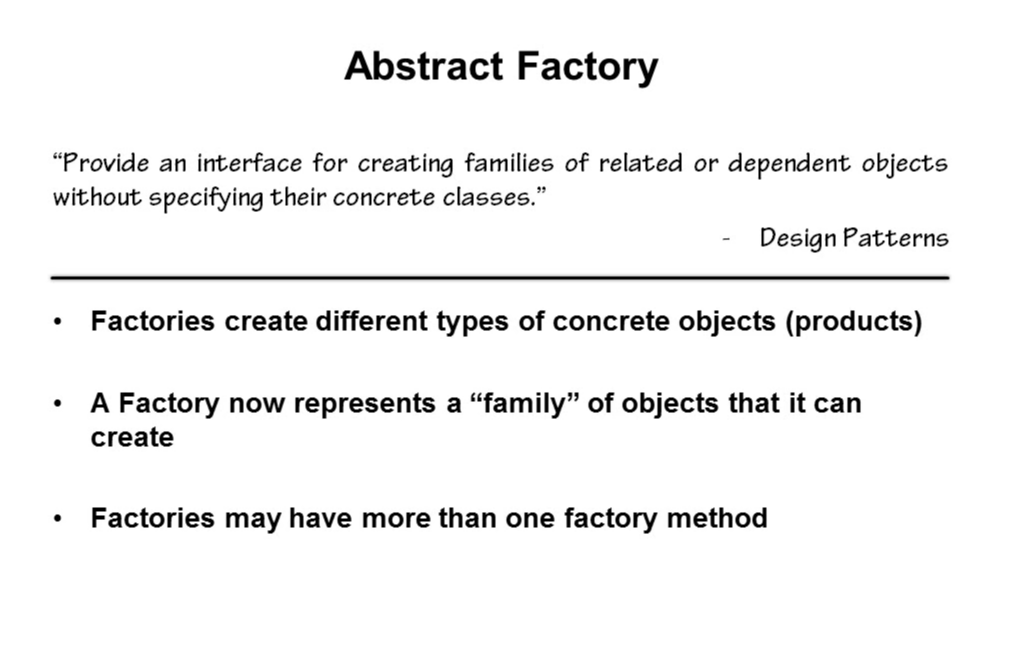 Abstract Factory
“Provide an interface for creating families of related or dependent objects
without specifying their concrete classes.”
- Design Patterns
• Factories create different types of concrete objects (products)
• A Factory now represents a “family” of objects that it can
create
• Factories may have more than one factory method